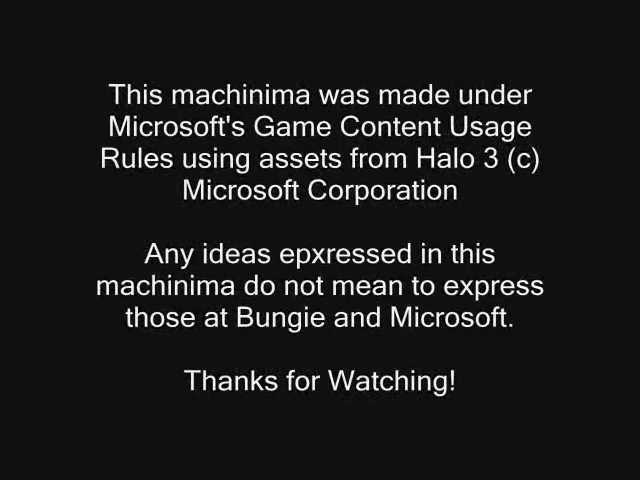 This machinima was made under
Microsoft's Game Content Usage
Rules using assets from Halo 3 (c)
Microsoft Corporation
Any ideas epxressed in this
machinima do not mean to express
those at Bungie and Microsoft.
Thanks for Watching!